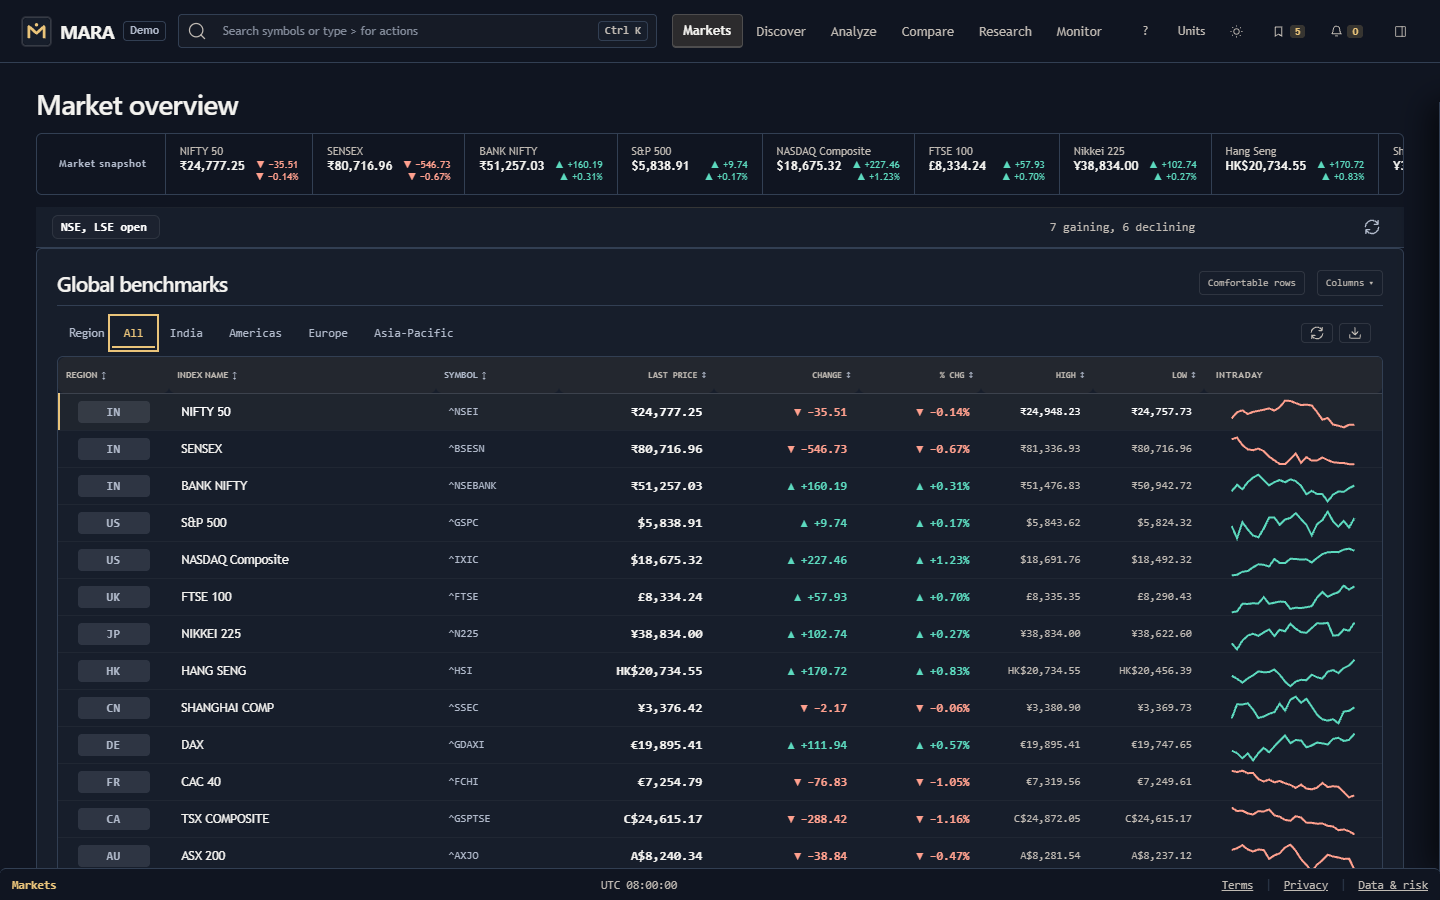 MARA Demo Search symbols or type > for actions Ctrl K Markets Discover Analyze Compare Research Monitor ? Units 5 0
Market overview
Market snapshot
NIFTY 50
₹24,777.25 ▼ −35.51
▼ −0.14%
SENSEX
₹80,716.96 ▼ −546.73
▼ −0.67%
BANK NIFTY
₹51,257.03 ▲ +160.19
▲ +0.31%
S&P 500
$5,838.91 ▲ +9.74
▲ +0.17%
NASDAQ Composite
$18,675.32 ▲ +227.46
▲ +1.23%
FTSE 100
£8,334.24 ▲ +57.93
▲ +0.70%
Nikkei 225
¥38,834.00 ▲ +102.74
▲ +0.27%
Hang Seng
HK$20,734.55 ▲ +170.72
▲ +0.83%
NSE, LSE open 7 gaining, 6 declining
Global benchmarks Comfortable rows Columns ▾
Region All India Americas Europe Asia-Pacific
REGION ↕ INDEX NAME ↕ SYMBOL ↕ LAST PRICE ↕ CHANGE ↕ % CHG ↕ HIGH ↕ LOW ↕ INTRADAY
IN NIFTY 50 ^NSEI ₹24,777.25 ▼ −35.51 ▼ −0.14% ₹24,948.23 ₹24,757.73
IN SENSEX ^BSESN ₹80,716.96 ▼ −546.73 ▼ −0.67% ₹81,336.93 ₹80,716.96
IN BANK NIFTY ^NSEBANK ₹51,257.03 ▲ +160.19 ▲ +0.31% ₹51,476.83 ₹50,942.72
US S&P 500 ^GSPC $5,838.91 ▲ +9.74 ▲ +0.17% $5,843.62 $5,824.32
US NASDAQ Composite ^IXIC $18,675.32 ▲ +227.46 ▲ +1.23% $18,691.76 $18,492.32
UK FTSE 100 ^FTSE £8,334.24 ▲ +57.93 ▲ +0.70% £8,335.35 £8,290.43
JP NIKKEI 225 ^N225 ¥38,834.00 ▲ +102.74 ▲ +0.27% ¥38,834.00 ¥38,622.60
HK HANG SENG ^HSI HK$20,734.55 ▲ +170.72 ▲ +0.83% HK$20,734.55 HK$20,456.39
CN SHANGHAI COMP ^SSEC ¥3,376.42 ▼ −2.17 ▼ −0.06% ¥3,380.90 ¥3,369.73
DE DAX ^GDAXI €19,895.41 ▲ +111.94 ▲ +0.57% €19,895.41 €19,747.65
FR CAC 40 ^FCHI €7,254.79 ▼ −76.83 ▼ −1.05% €7,319.56 €7,249.61
CA TSX COMPOSITE ^GSPTSE C$24,615.17 ▼ −288.42 ▼ −1.16% C$24,872.05 C$24,615.17
AU ASX 200 ^AXJO A$8,240.34 ▼ −38.84 ▼ −0.47% A$8,281.54 A$8,237.12
Markets UTC 08:00:00 Terms Privacy Data & risk